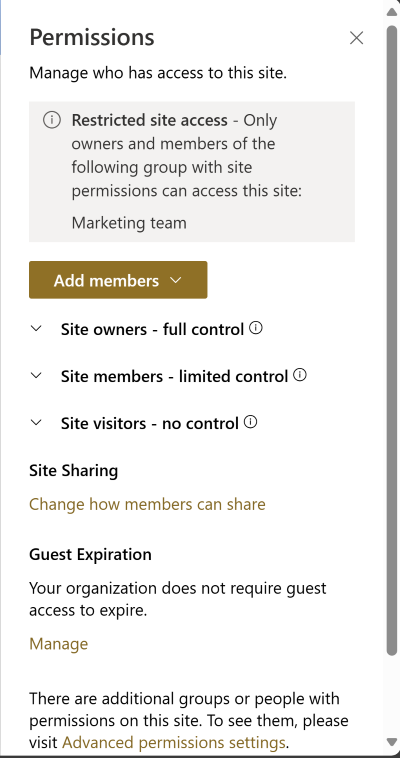 Permissions
Manage who has access to this site.
Restricted site access - Only
owners and members of the
following group with site
permissions can access this site:
Marketing team
Add members
Site owners - full control
Site members - limited control
Site visitors - no control
Site Sharing
Change how members can share
Guest Expiration
Your organization does not require guest
access to expire.
Manage
There are additional groups or people with
permissions on this site. To see them, please
visit Advanced permissions settings.